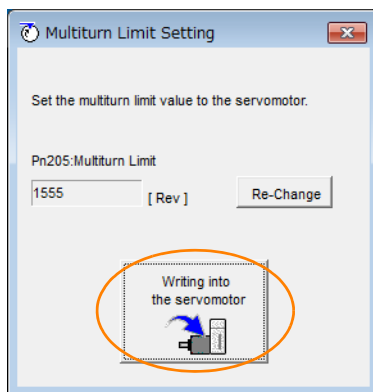 Multiturn Limit Setting
Set the multiturn limit value to the servomotor.
Pn205:Multiturn Limit
1555 [ Rev ] Re-Change
Writing into
the servomotor